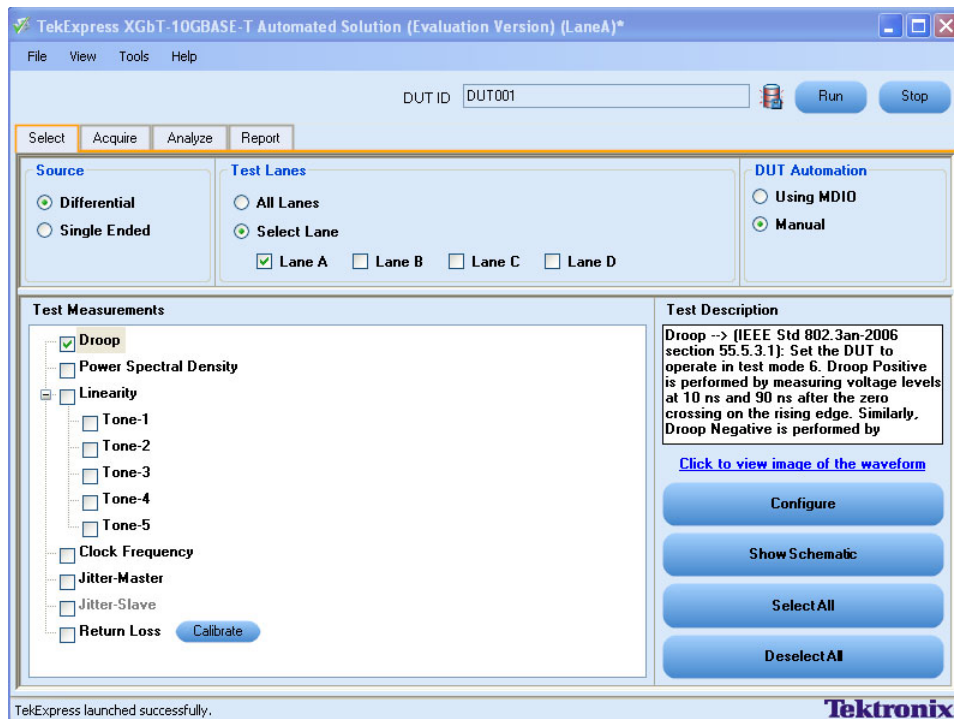 TekExpress XGbT-10GBASE-T Automated Solution (Evaluation Version) (LaneA)*
File View Tools Help
DUT ID DUT001 Run Stop
Select Acquire Analyze Report
Source
Differential
Single Ended
Test Lanes
All Lanes
Select Lane
Lane A Lane B Lane C Lane D
DUT Automation
Using MDIO
Manual
Test Measurements
Droop
Power Spectral Density
Linearity
Tone-1
Tone-2
Tone-3
Tone-4
Tone-5
Clock Frequency
Jitter-Master
Jitter-Slave
Return Loss Calibrate
Test Description
Droop --> (IEEE Std 802.3an-2006
section 55.5.3.1): Set the DUT to
operate in test mode 6. Droop Positive
is performed by measuring voltage levels
at 10 ns and 90 ns after the zero
crossing on the rising edge. Similarly,
Droop Negative is performed by
Click to view image of the waveform
Configure
Show Schematic
Select All
Deselect All
TekExpress launched successfully.
Tektronix